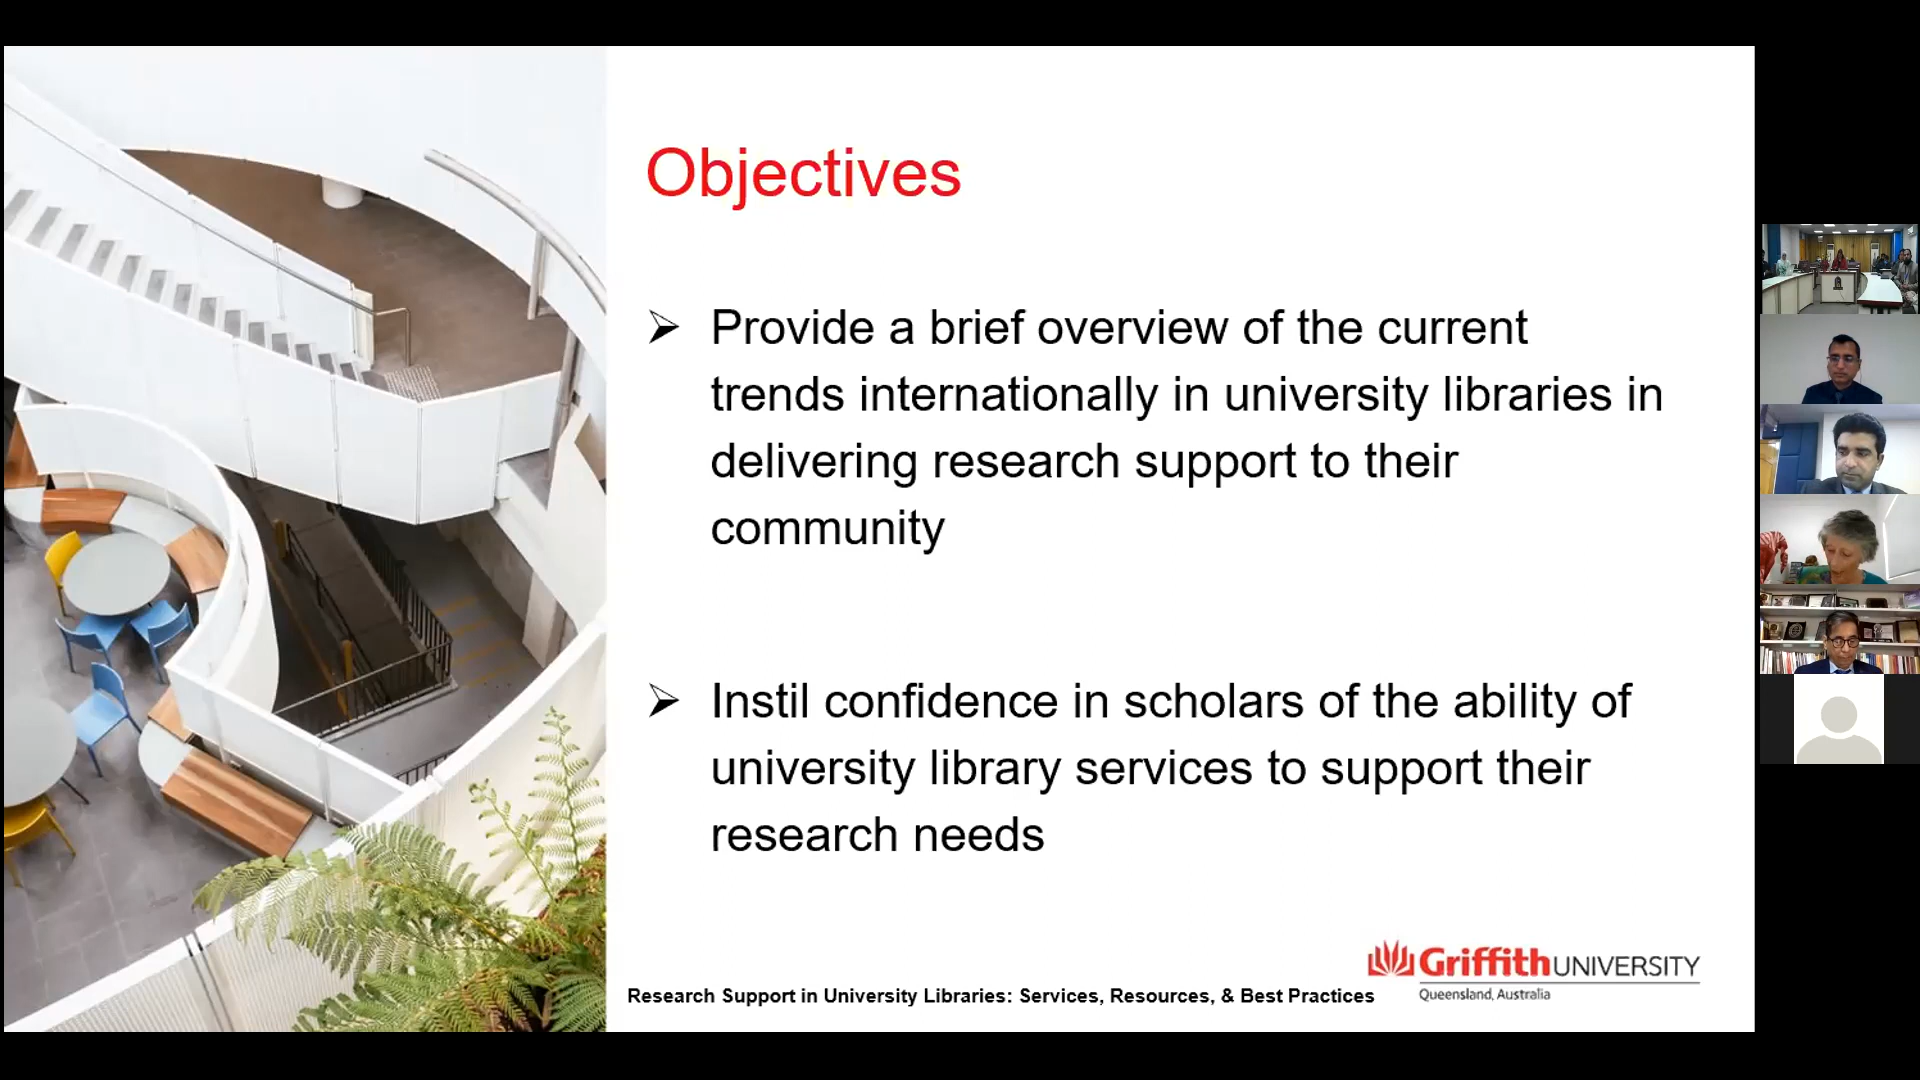 Objectives
➢ Provide a brief overview of the current
trends internationally in university libraries in
delivering research support to their
community
➢ Instil confidence in scholars of the ability of
university library services to support their
research needs
Griffith UNIVERSITY
Queensland, Australia
Research Support in University Libraries: Services, Resources, & Best Practices